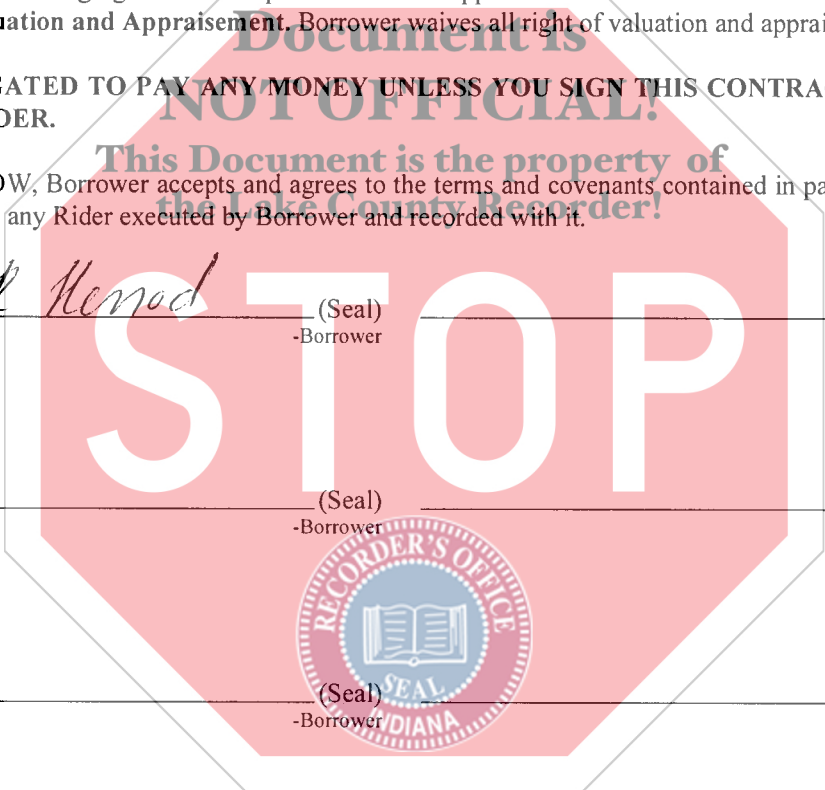 uation and Appraisement. Borrower waives all right of valuation and apprai
Document is
GATED TO PAY ANY MONEY UNLESS YOU SIGN THIS CONTRA
NOT OFFICIAL!
DER.
This Document is the property of
OW, Borrower accepts and agrees to the terms and covenants contained in pa
the Lake County Recorder!
any Rider executed by Borrower and recorded with it.
(Seal)
-Borrower
STOP
(Seal)
-Borrower
RECORDER'S OFFICE
SEAL
INDIANA
(Seal)
-Borrower